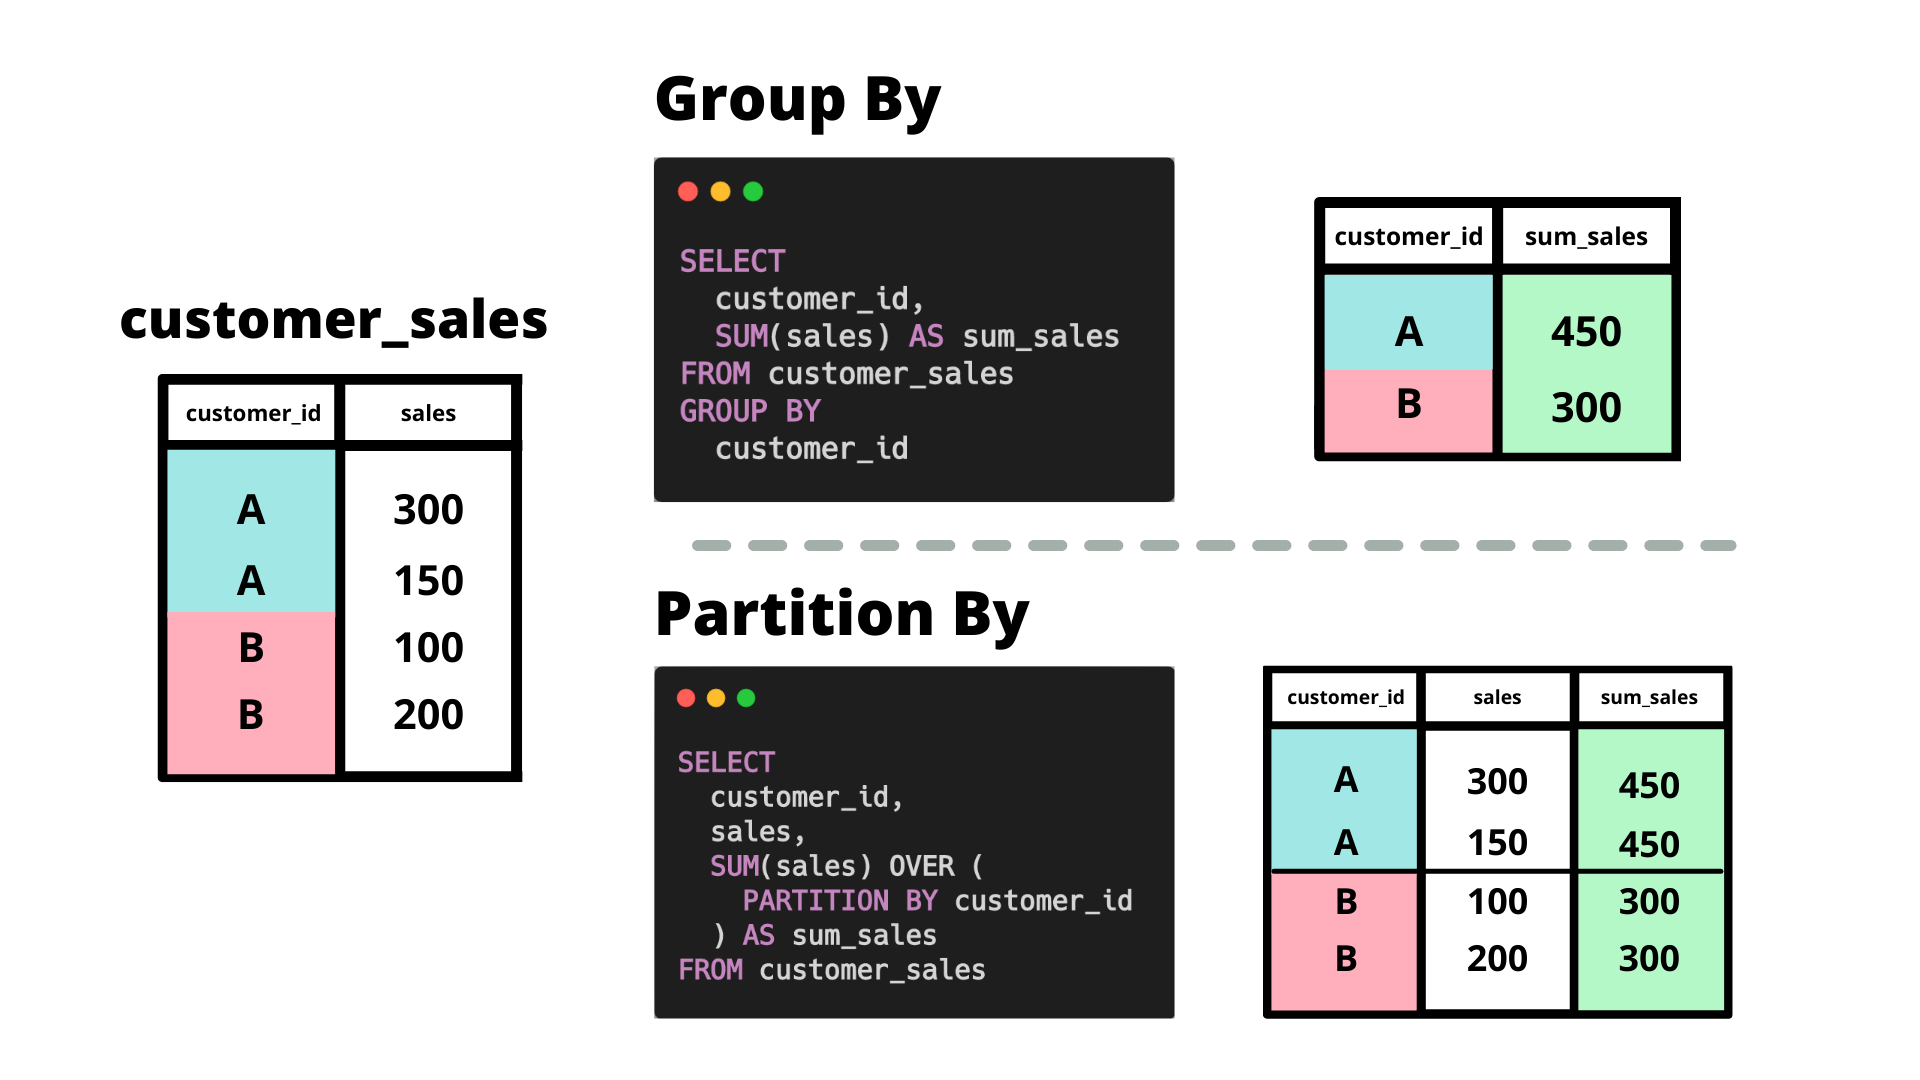 customer_sales
customer_id sales
A 300
A 150
B 100
B 200
Group By
SELECT
customer_id,
SUM(sales) AS sum_sales
FROM customer_sales
GROUP BY
customer_id
customer_id sum_sales
A 450
B 300
Partition By
SELECT
customer_id,
sales,
SUM(sales) OVER (
PARTITION BY customer_id
) AS sum_sales
FROM customer_sales
customer_id sales sum_sales
A 300 450
A 150 450
B 100 300
B 200 300